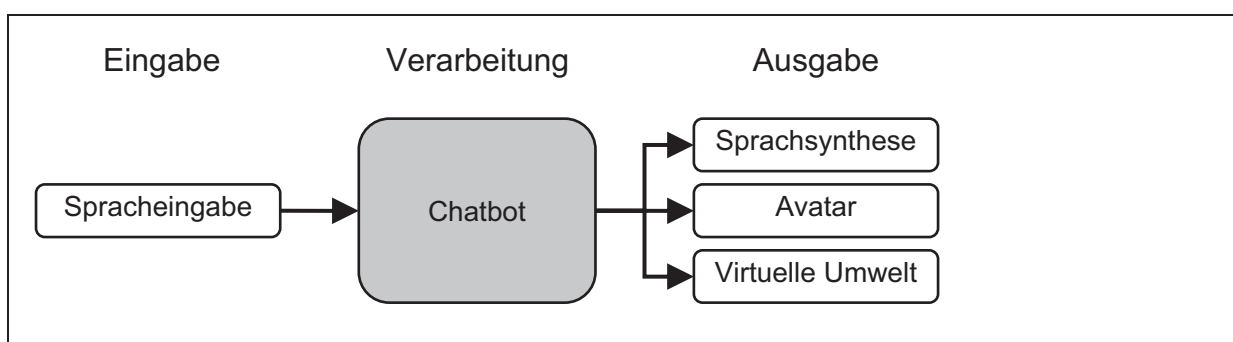 Eingabe
Verarbeitung
Ausgabe
Spracheingabe
Chatbot
Sprachsynthese
Avatar
Virtuelle Umwelt